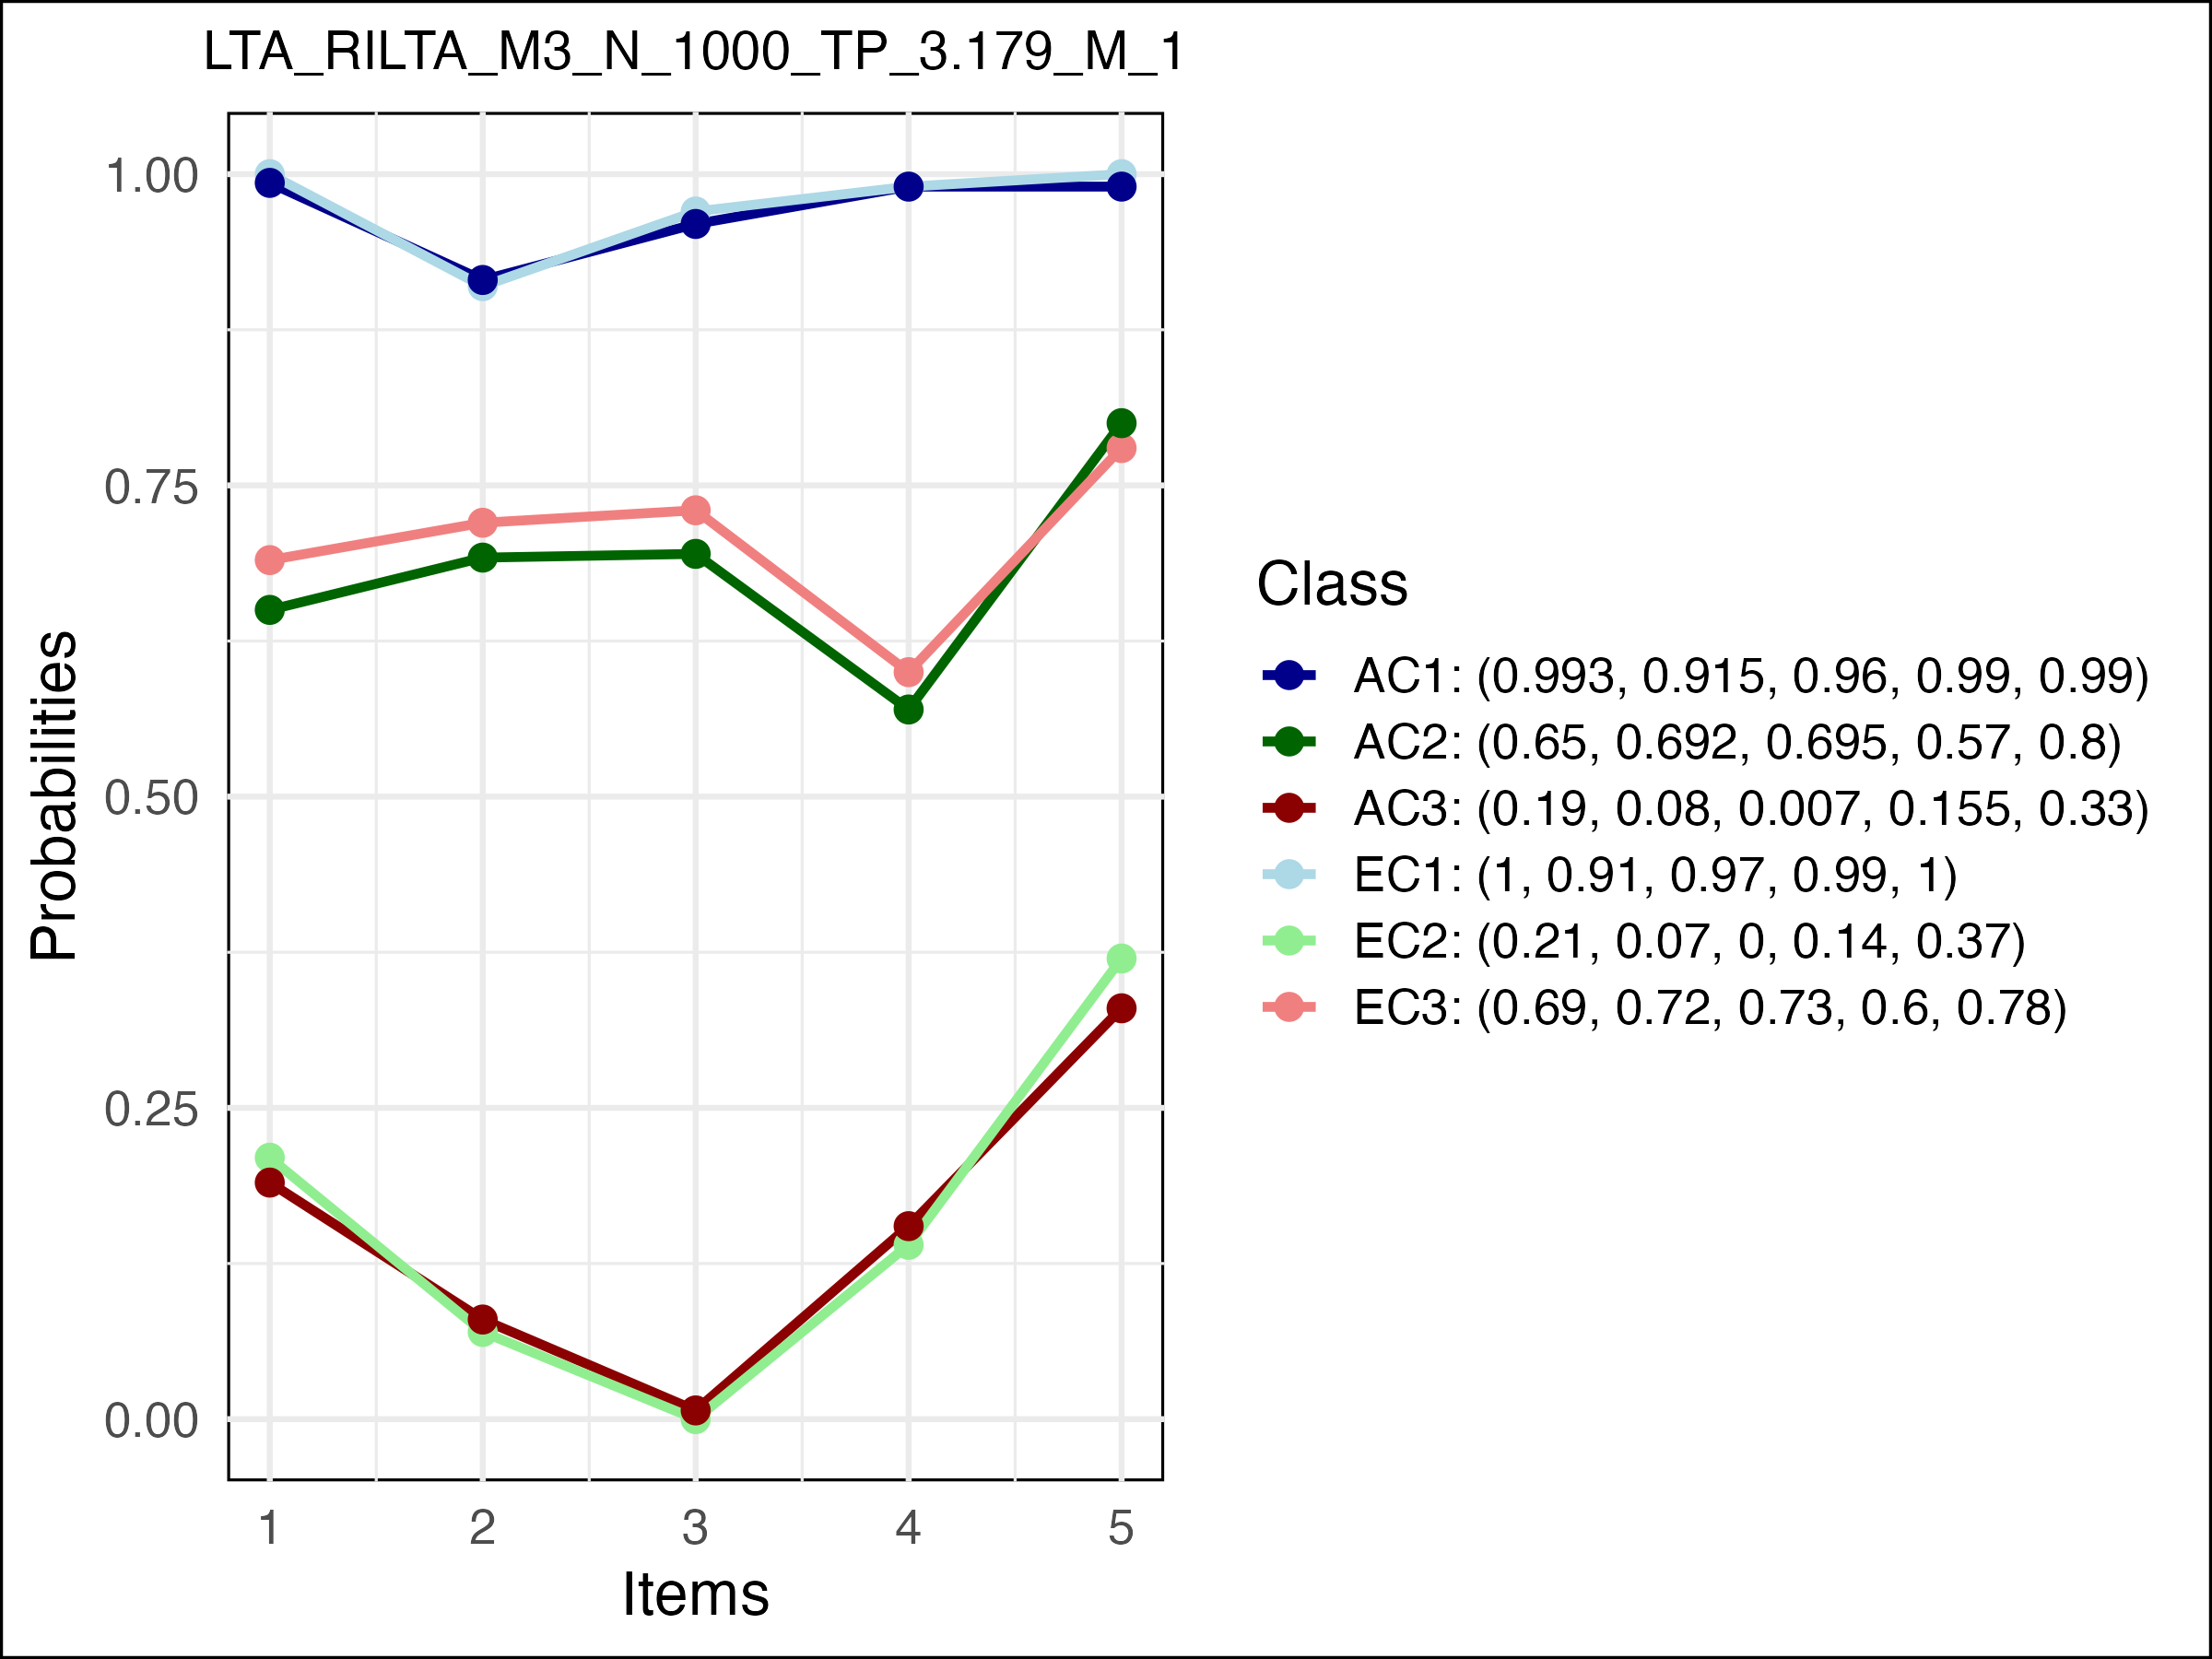 LTA_RILTA_M3_N_1000_TP_3.179_M_1
1.00
0.75
0.50
0.25
0.00
Probabilities
1 2 3 4 5
Items
Class
AC1: (0.993, 0.915, 0.96, 0.99, 0.99)
AC2: (0.65, 0.692, 0.695, 0.57, 0.8)
AC3: (0.19, 0.08, 0.007, 0.155, 0.33)
EC1: (1, 0.91, 0.97, 0.99, 1)
EC2: (0.21, 0.07, 0, 0.14, 0.37)
EC3: (0.69, 0.72, 0.73, 0.6, 0.78)